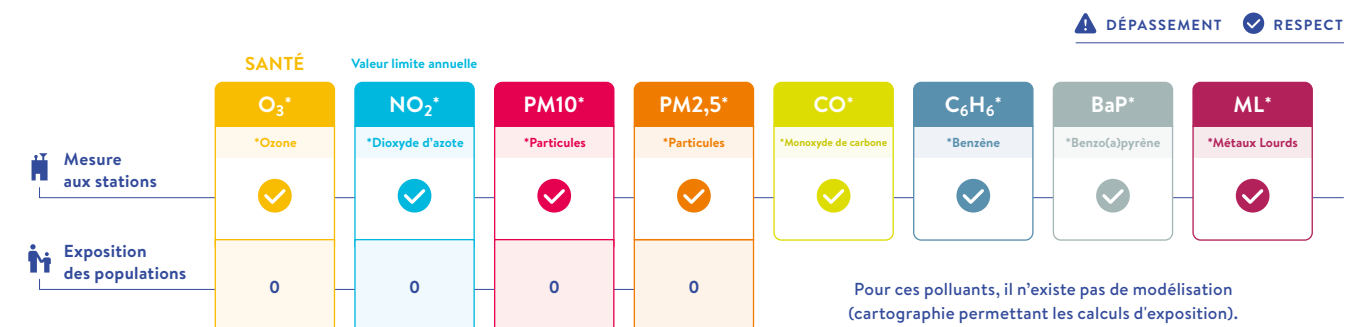 DÉPASSEMENT RESPECT
SANTÉ Valeur limite annuelle
O₃* NO₂* PM10* PM2,5* CO* C₆H₆* BaP* ML*
*Ozone *Dioxyde d'azote *Particules *Particules *Monoxyde de carbone *Benzène *Benzo(a)pyrène *Métaux Lourds
Mesure
aux stations
Exposition
des populations
0 0 0 0
Pour ces polluants, il n'existe pas de modélisation
(cartographie permettant les calculs d'exposition).